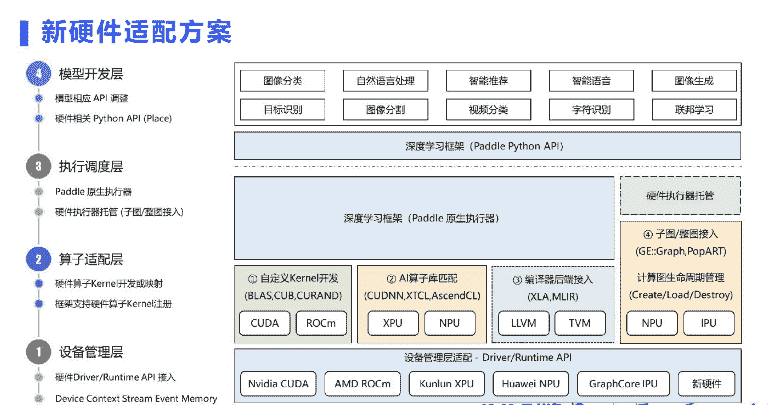 新硬件适配方案
4
模型开发层
模型相应 API 调整
硬件相关 Python API (Place)
3
执行调度层
Paddle 原生执行器
硬件执行器托管 (子图/整图接入)
2
算子适配层
硬件算子Kernel开发或映射
框架支持硬件算子Kernel注册
1
设备管理层
硬件Driver/Runtime API 接入
Device Context Stream Event Memory
图像分类
自然语言处理
智能推荐
智能语音
图像生成
目标识别
图像分割
视频分类
字符识别
联邦学习
深度学习框架（Paddle Python API）
深度学习框架（Paddle 原生执行器）
硬件执行器托管
① 自定义Kernel开发
(BLAS,CUB,CURAND)
CUDA
ROCm
② AI算子库匹配
(CUDNN,XTCL,AscendCL)
XPU
NPU
③ 编译器后端接入
(XLA,MLIR)
LLVM
TVM
④ 子图/整图接入
(GE::Graph,PopART)
计算图生命周期管理
(Create/Load/Destroy)
NPU
IPU
设备管理层适配 - Driver/Runtime API
Nvidia CUDA
AMD ROCm
Kunlun XPU
Huawei NPU
GraphCore IPU
新硬件